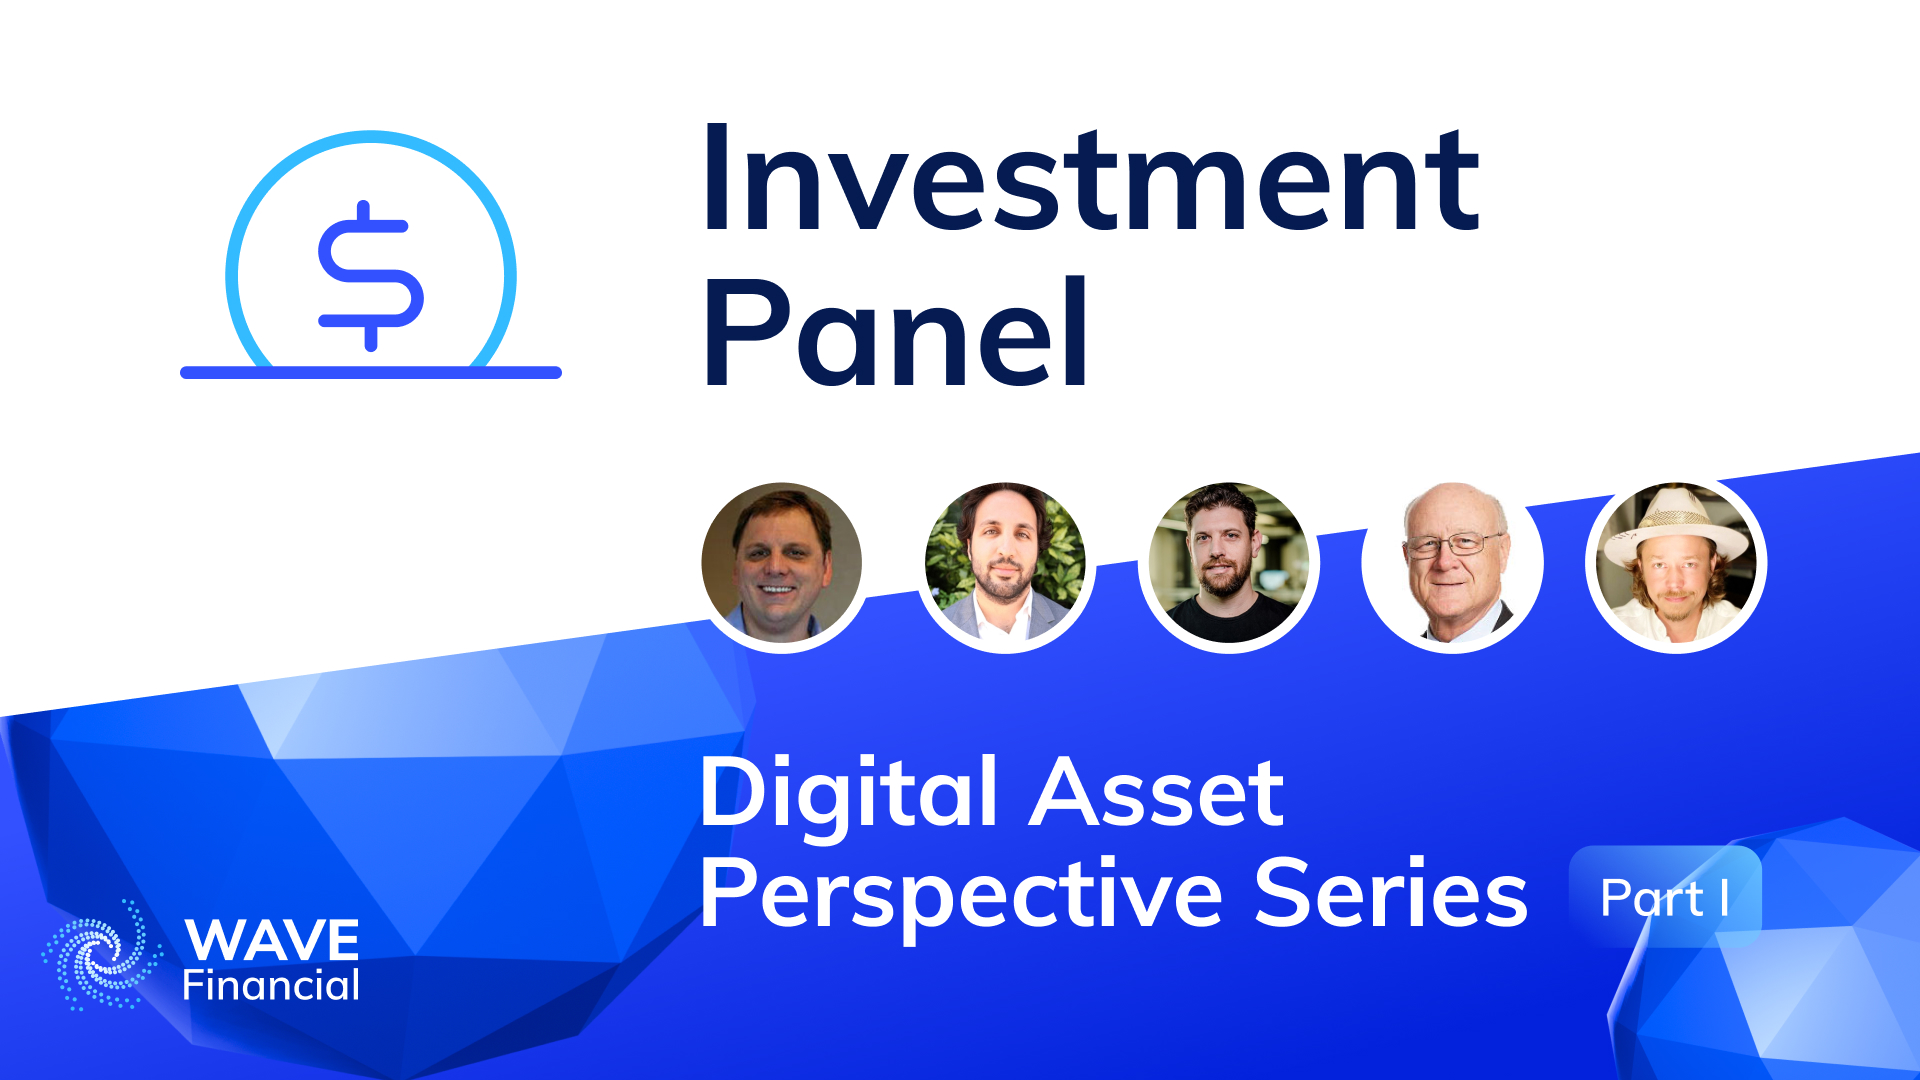 Investment
Panel
Digital Asset
Perspective Series
Part I
WAVE
Financial